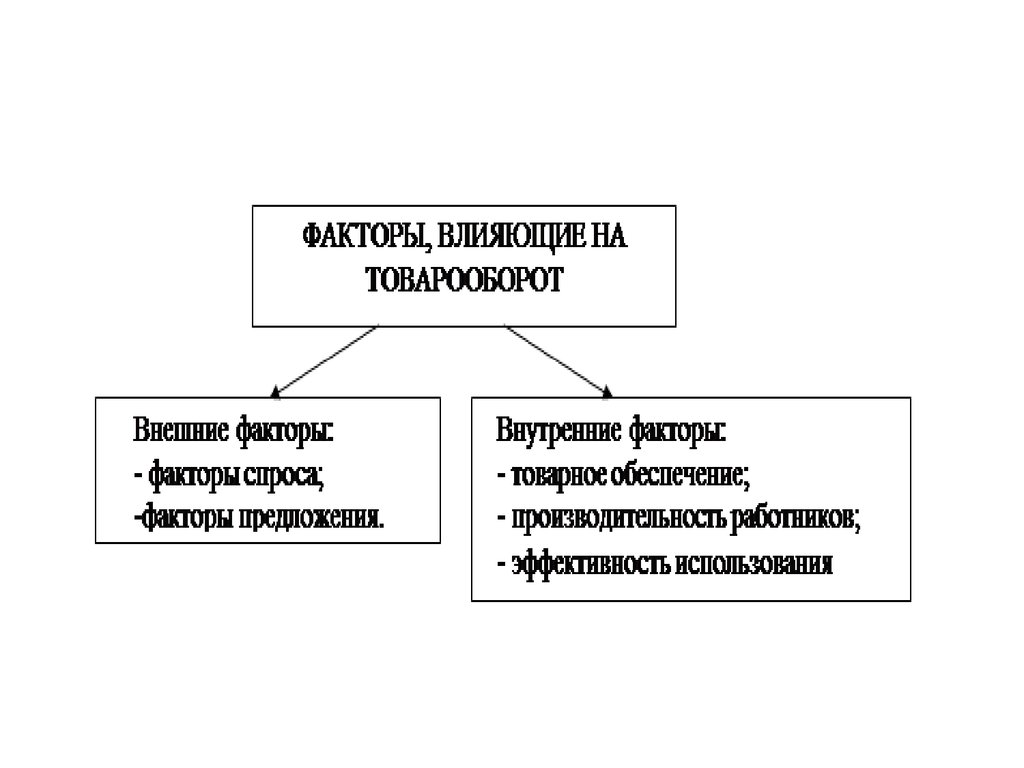 ФАКТОРЫ, ВЛИЯЮЩИЕ НА
ТОВАРООБОРОТ
Внешние факторы:
- факторы спроса;
-факторы предложения.
Внутренние факторы:
- товарное обеспечение;
- производительность работников;
- эффективность использования